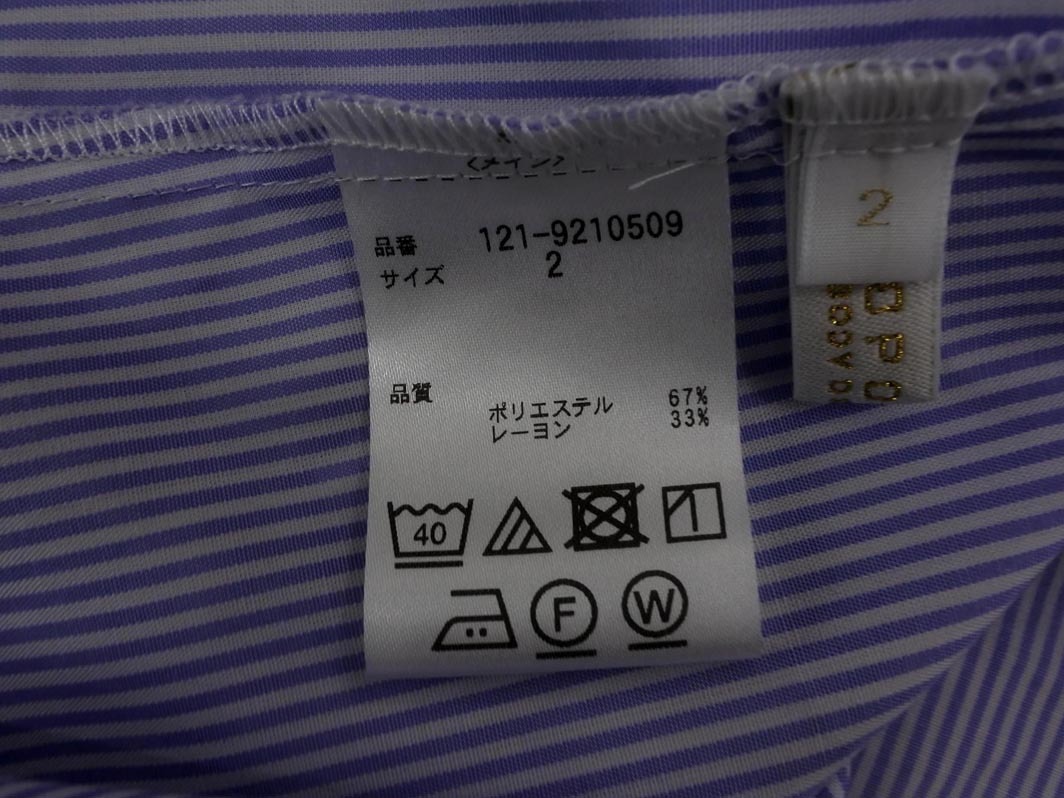 <メイン>
品番 121-9210509
サイズ 2
品質
ポリエステル 67%
レーヨン 33%
40
F
W
2